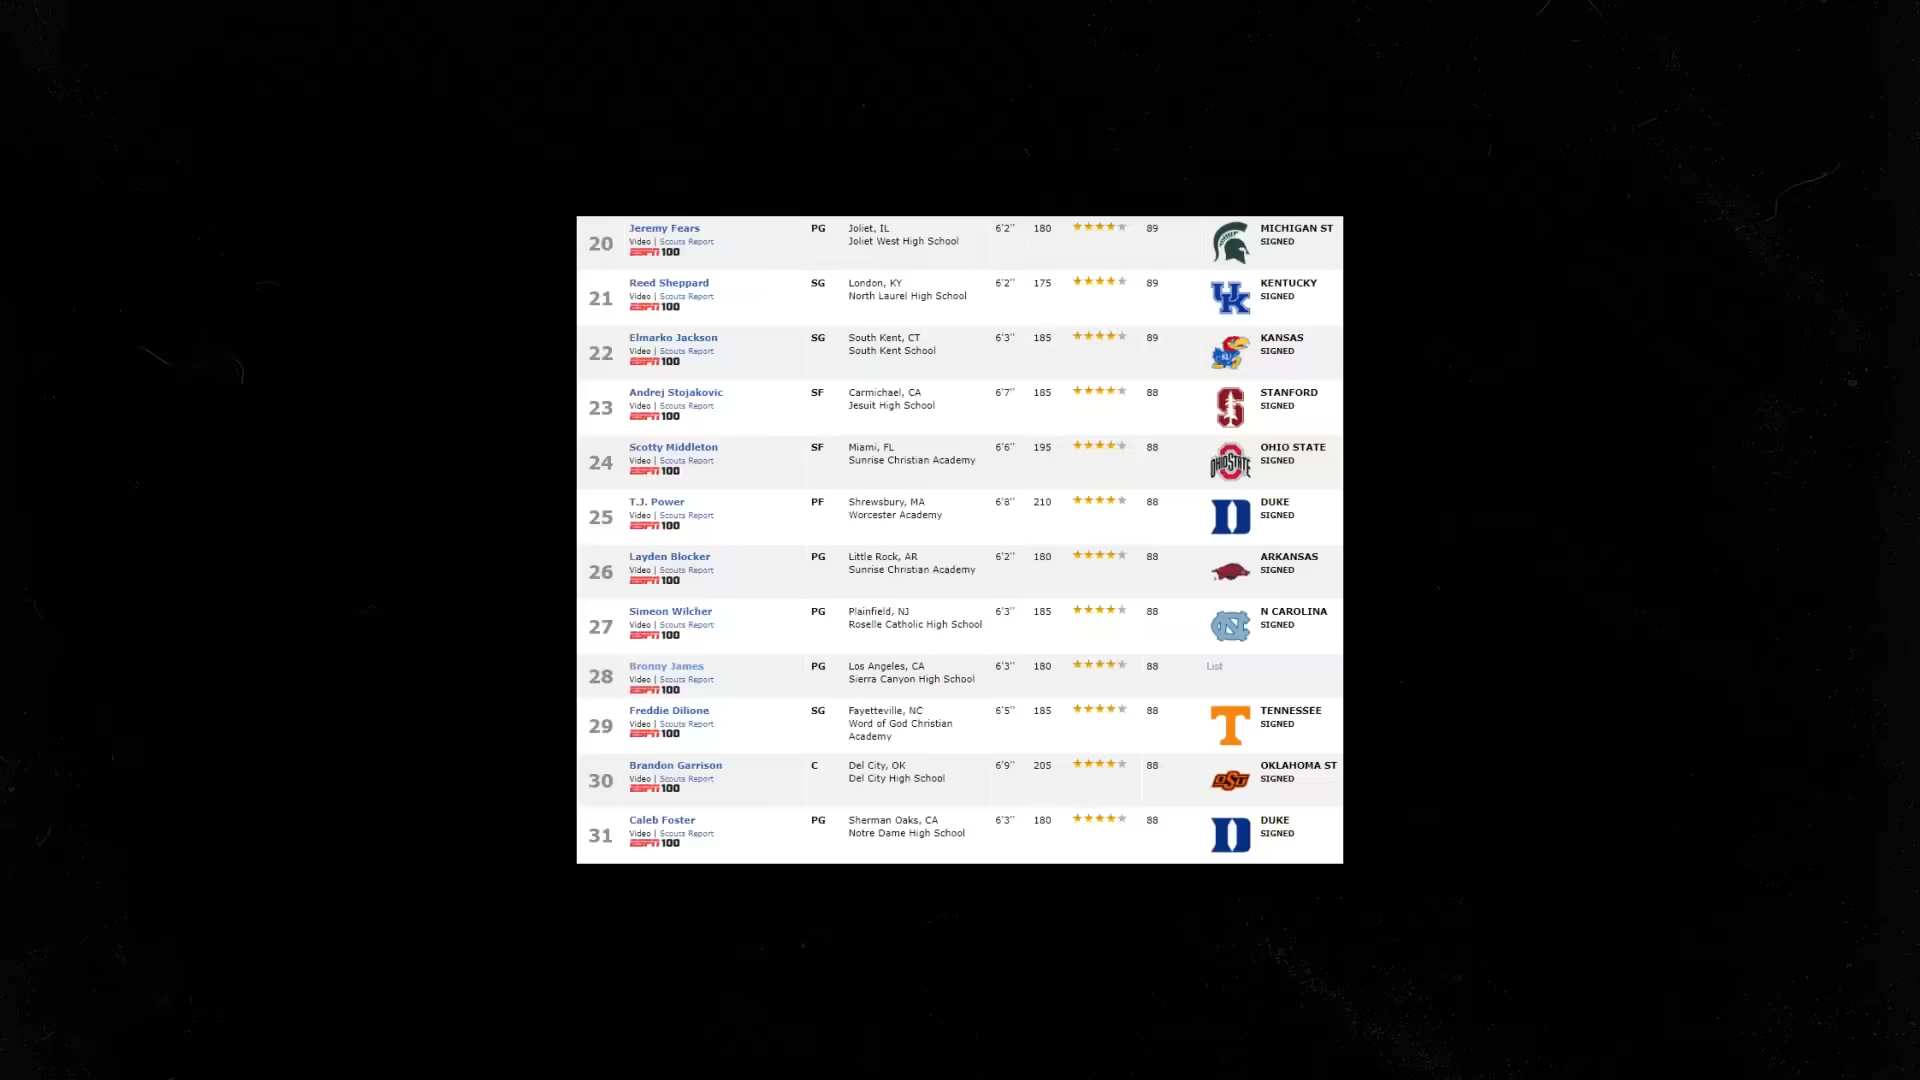 20 Jeremy Fears PG Joliet, IL 6'2'' 180 89 MICHIGAN ST
Video | Scouts Report Joliet West High School SIGNED
ESPN 100
21 Reed Sheppard SG London, KY 6'2'' 175 89 KENTUCKY
Video | Scouts Report North Laurel High School SIGNED
ESPN 100
UK
22 Elmarko Jackson SG South Kent, CT 6'3'' 185 89 KANSAS
Video | Scouts Report South Kent School SIGNED
ESPN 100
KU
23 Andrej Stojakovic SF Carmichael, CA 6'7'' 185 88 STANFORD
Video | Scouts Report Jesuit High School SIGNED
ESPN 100
S
24 Scotty Middleton SF Miami, FL 6'6'' 195 88 OHIO STATE
Video | Scouts Report Sunrise Christian Academy SIGNED
ESPN 100
OHIO STATE
25 T.J. Power PF Shrewsbury, MA 6'8'' 210 88 DUKE
Video | Scouts Report Worcester Academy SIGNED
ESPN 100
D
26 Layden Blocker PG Little Rock, AR 6'2'' 180 88 ARKANSAS
Video | Scouts Report Sunrise Christian Academy SIGNED
ESPN 100
27 Simeon Wilcher PG Plainfield, NJ 6'3'' 185 88 N CAROLINA
Video | Scouts Report Roselle Catholic High School SIGNED
ESPN 100
NC
28 Bronny James PG Los Angeles, CA 6'3'' 180 88 List
Video | Scouts Report Sierra Canyon High School
ESPN 100
29 Freddie Dilione SG Fayetteville, NC 6'5'' 185 88 TENNESSEE
Video | Scouts Report Word of God Christian SIGNED
ESPN 100 Academy
T
30 Brandon Garrison C Del City, OK 6'9'' 205 88 OKLAHOMA ST
Video | Scouts Report Del City High School SIGNED
ESPN 100
OSU
31 Caleb Foster PG Sherman Oaks, CA 6'3'' 180 88 DUKE
Video | Scouts Report Notre Dame High School SIGNED
ESPN 100
D